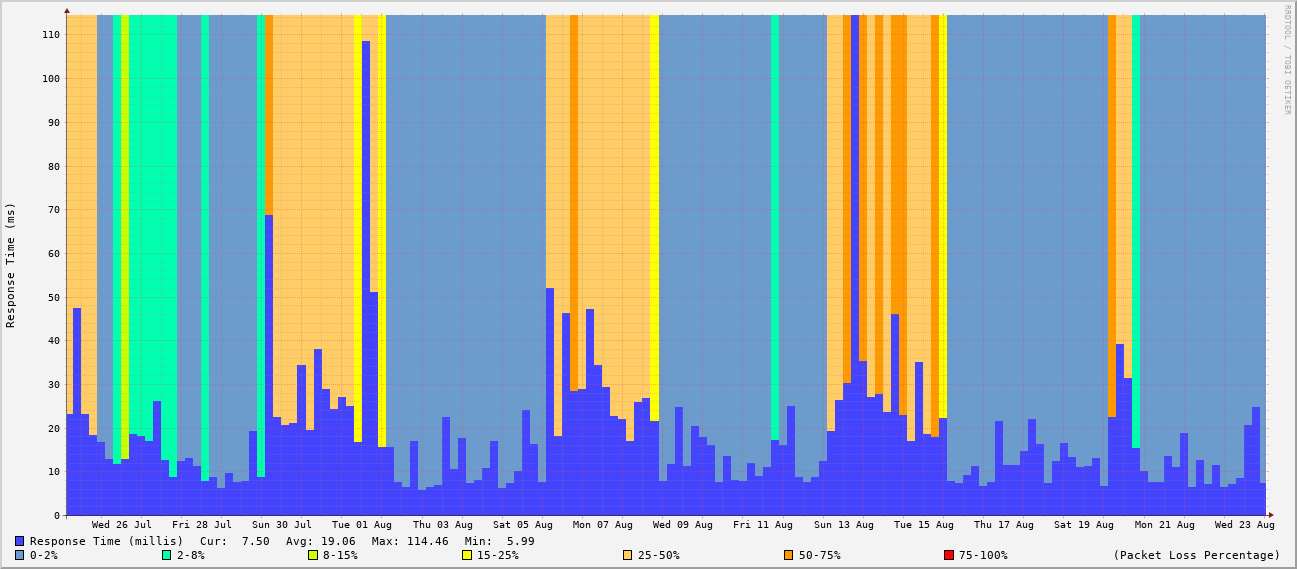 110
100
90
80
70
60
50
40
30
20
10
0
Response Time (ms)
RRDTOOL / TOBI OETIKER
Wed 26 Jul Fri 28 Jul Sun 30 Jul Tue 01 Aug Thu 03 Aug Sat 05 Aug Mon 07 Aug Wed 09 Aug Fri 11 Aug Sun 13 Aug Tue 15 Aug Thu 17 Aug Sat 19 Aug Mon 21 Aug Wed 23 Aug
Response Time (millis) Cur: 7.50 Avg: 19.06 Max: 114.46 Min: 5.99
0-2% 2-8% 8-15% 15-25% 25-50% 50-75% 75-100% (Packet Loss Percentage)